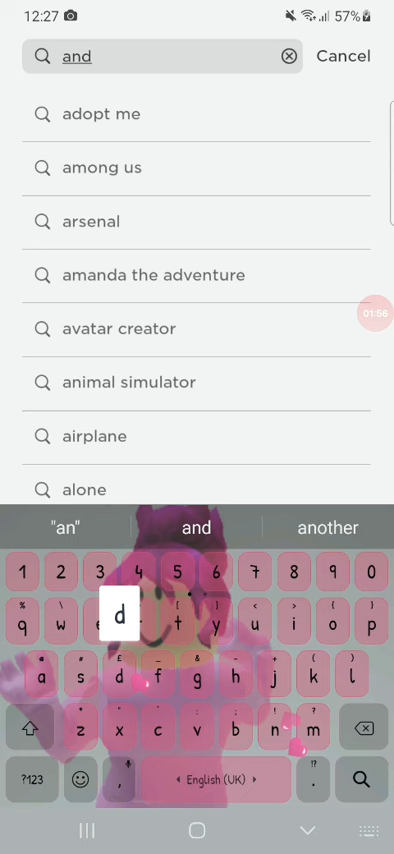 12:27 57%
and Cancel
adopt me
among us
arsenal
amanda the adventure
avatar creator
01:56
animal simulator
airplane
alone
"an" and another
1 2 3 4 5 6 7 8 9 0
% \ [ ] < > { }
q w e d t y u i o p
@ # £ _ & - + ( )
a s d f g h j k l
* " ' : ; ! ?
z x c v b n m
?123 , English (UK) !? .